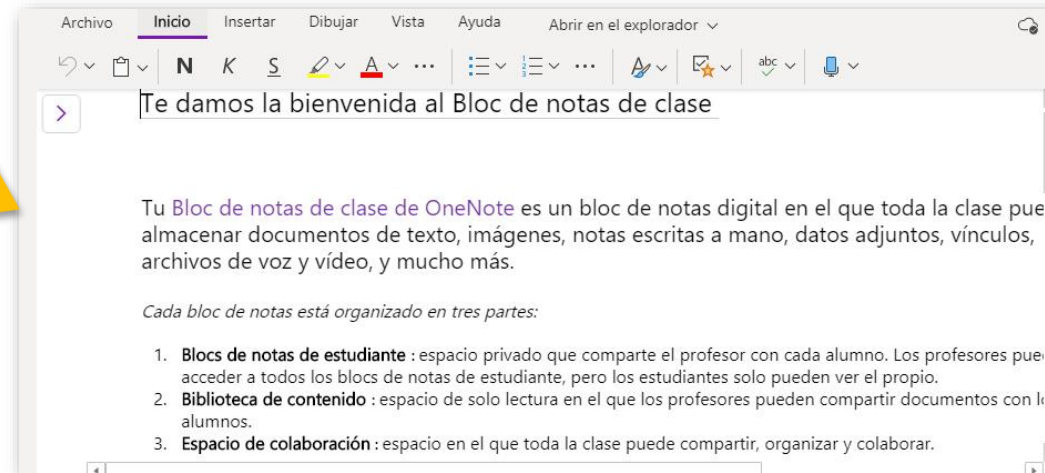 Archivo Inicio Insertar Dibujar Vista Ayuda Abrir en el explorador
N K S A abc
Te damos la bienvenida al Bloc de notas de clase
Tu Bloc de notas de clase de OneNote es un bloc de notas digital en el que toda la clase pue
almacenar documentos de texto, imágenes, notas escritas a mano, datos adjuntos, vínculos,
archivos de voz y vídeo, y mucho más.
Cada bloc de notas está organizado en tres partes:
1. Blocs de notas de estudiante : espacio privado que comparte el profesor con cada alumno. Los profesores pue
acceder a todos los blocs de notas de estudiante, pero los estudiantes solo pueden ver el propio.
2. Biblioteca de contenido : espacio de solo lectura en el que los profesores pueden compartir documentos con l
alumnos.
3. Espacio de colaboración : espacio en el que toda la clase puede compartir, organizar y colaborar.